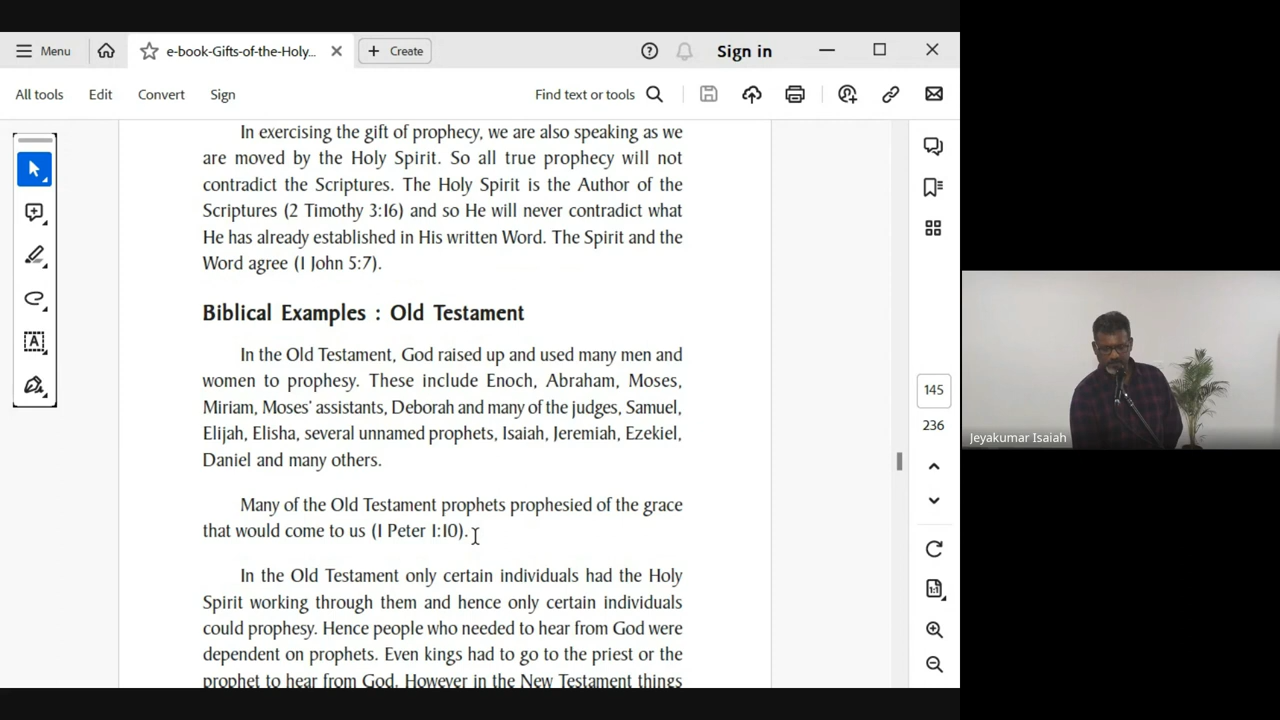 Menu
e-book-Gifts-of-the-Holy...
Create
Sign in
All tools
Edit
Convert
Sign
Find text or tools
In exercising the gift of prophecy, we are also speaking as we
are moved by the Holy Spirit. So all true prophecy will not
contradict the Scriptures. The Holy Spirit is the Author of the
Scriptures (2 Timothy 3:16) and so He will never contradict what
He has already established in His written Word. The Spirit and the
Word agree (I John 5:7).
Biblical Examples : Old Testament
In the Old Testament, God raised up and used many men and
women to prophesy. These include Enoch, Abraham, Moses,
Miriam, Moses' assistants, Deborah and many of the judges, Samuel,
Elijah, Elisha, several unnamed prophets, Isaiah, Jeremiah, Ezekiel,
Daniel and many others.
Many of the Old Testament prophets prophesied of the grace
that would come to us (I Peter 1:10).
In the Old Testament only certain individuals had the Holy
Spirit working through them and hence only certain individuals
could prophesy. Hence people who needed to hear from God were
dependent on prophets. Even kings had to go to the priest or the
prophet to hear from God. However in the New Testament things
145
236
Jeyakumar Isaiah